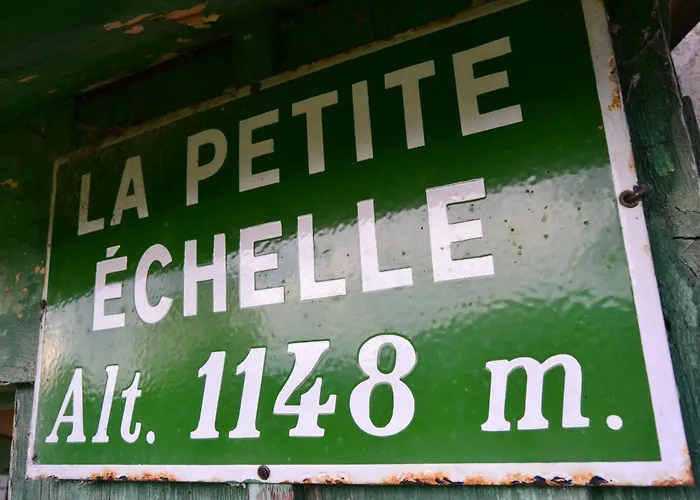 LA PETITE
ÉCHELLE
Alt. 1148 m.